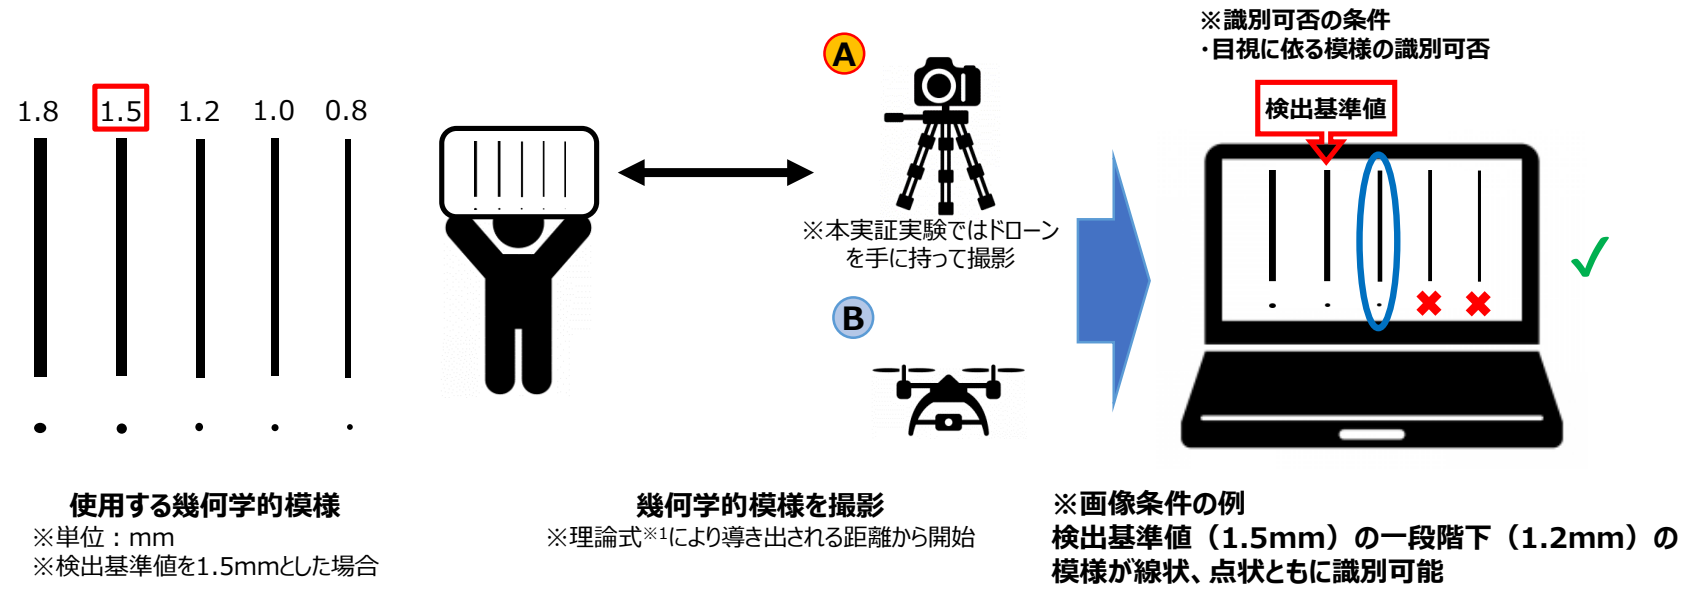 ※識別可否の条件
・目視に依る模様の識別可否
A
検出基準値
1.8 1.5 1.2 1.0 0.8
※本実証実験ではドローン
を手に持って撮影
B
使用する幾何学的模様
※単位：mm
※検出基準値を1.5mmとした場合
幾何学的模様を撮影
※理論式※1により導き出される距離から開始
※画像条件の例
検出基準値（1.5mm）の一段階下（1.2mm）の
模様が線状、点状ともに識別可能